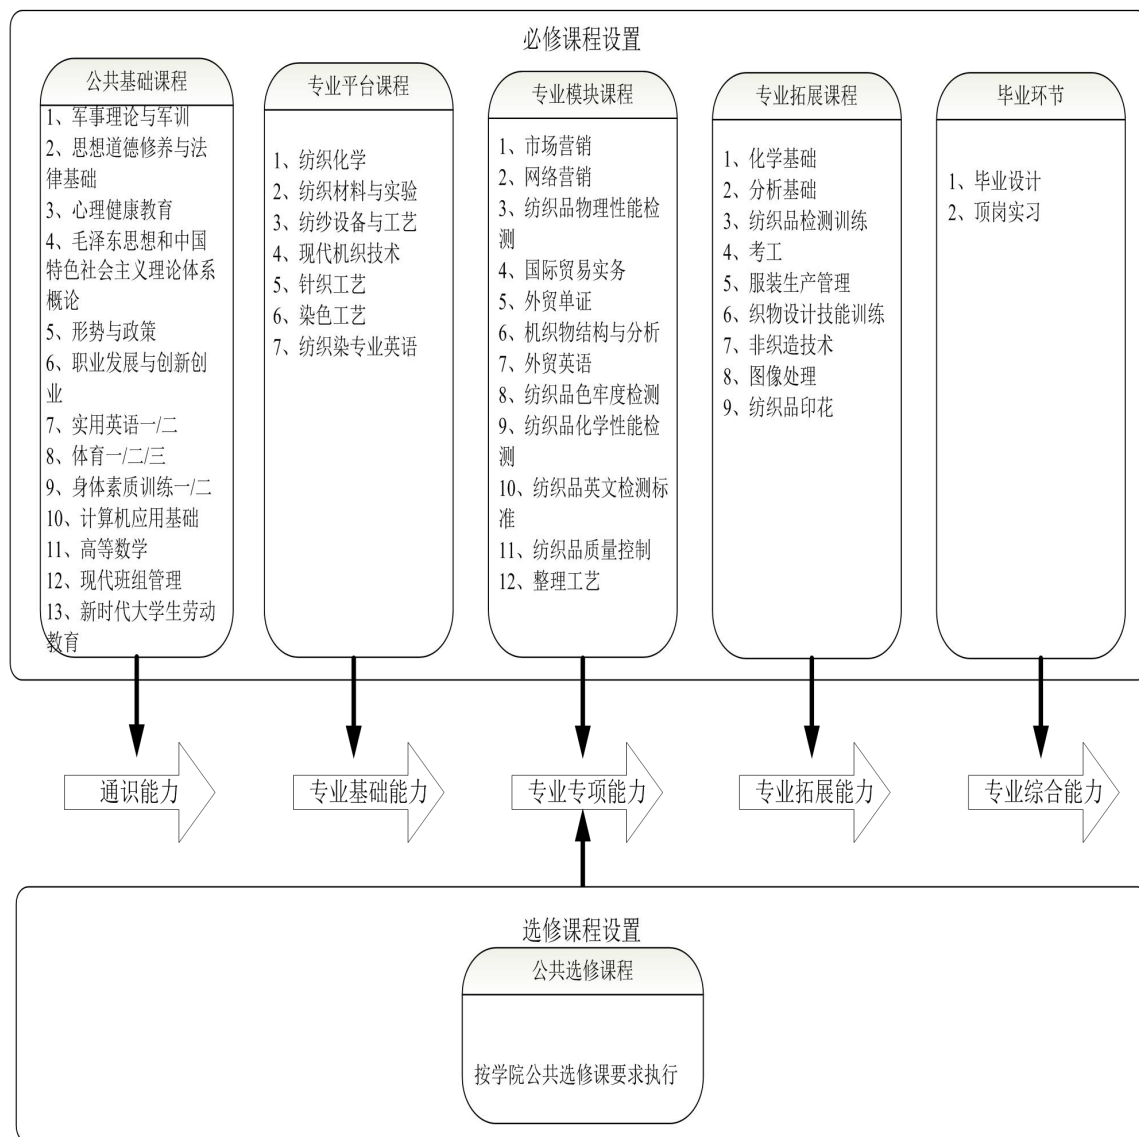 必修课程设置
公共基础课程
1、军事理论与军训
2、思想道德修养与法
律基础
3、心理健康教育
4、毛泽东思想和中国
特色社会主义理论体系
概论
5、形势与政策
6、职业发展与创新创
业
7、实用英语一/二
8、体育一/二/三
9、身体素质训练一/二
10、计算机应用基础
11、高等数学
12、现代班组管理
13、新时代大学生劳动
教育
专业平台课程
1、纺织化学
2、纺织材料与实验
3、纺纱设备与工艺
4、现代机织技术
5、针织工艺
6、染色工艺
7、纺织染专业英语
专业模块课程
1、市场营销
2、网络营销
3、纺织品物理性能检
测
4、国际贸易实务
5、外贸单证
6、机织物结构与分析
7、外贸英语
8、纺织品色牢度检测
9、纺织品化学性能检
测
10、纺织品英文检测标
准
11、纺织品质量控制
12、整理工艺
专业拓展课程
1、化学基础
2、分析基础
3、纺织品检测训练
4、考工
5、服装生产管理
6、织物设计技能训练
7、非织造技术
8、图像处理
9、纺织品印花
毕业环节
1、毕业设计
2、顶岗实习
通识能力
专业基础能力
专业专项能力
专业拓展能力
专业综合能力
选修课程设置
公共选修课程
按学院公共选修课要求执行